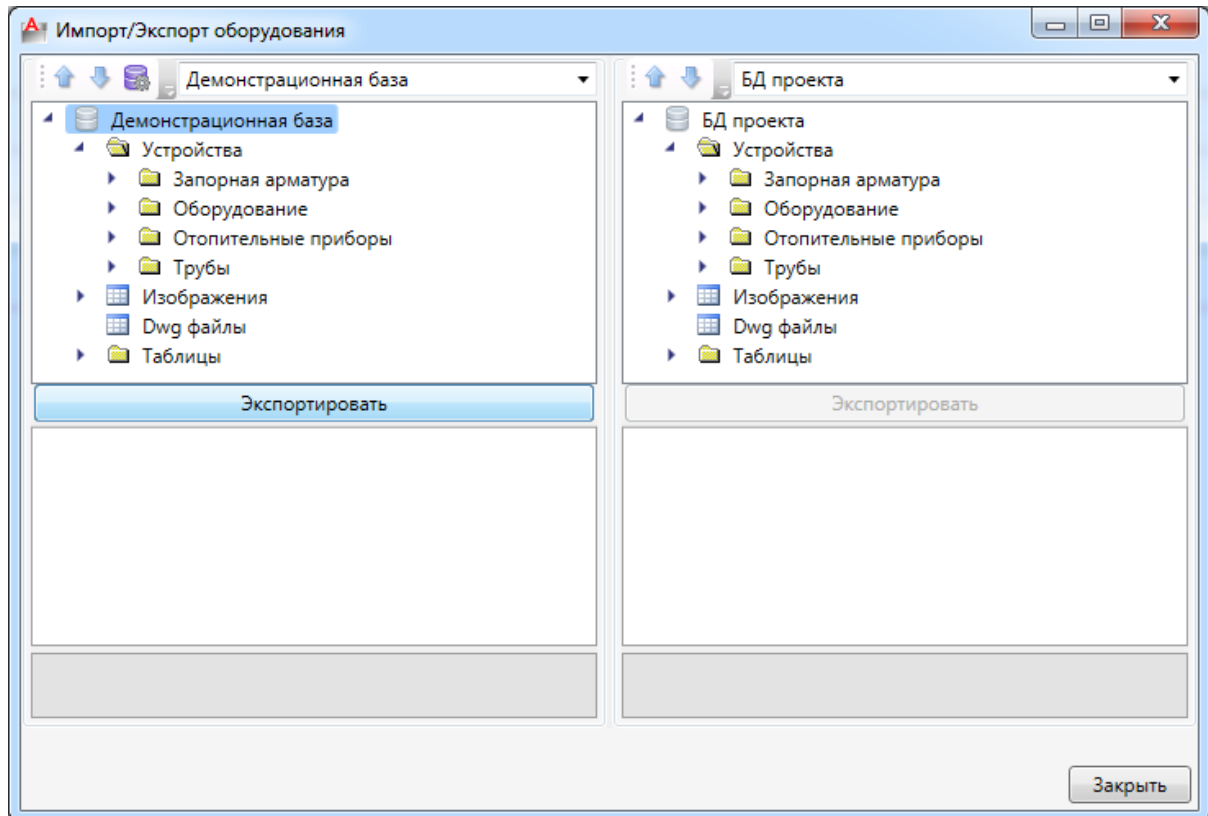 Импорт/Экспорт оборудования
Демонстрационная база
Демонстрационная база
Устройства
Запорная арматура
Оборудование
Отопительные приборы
Трубы
Изображения
Dwg файлы
Таблицы
Экспортировать
БД проекта
БД проекта
Устройства
Запорная арматура
Оборудование
Отопительные приборы
Трубы
Изображения
Dwg файлы
Таблицы
Экспортировать
Закрыть